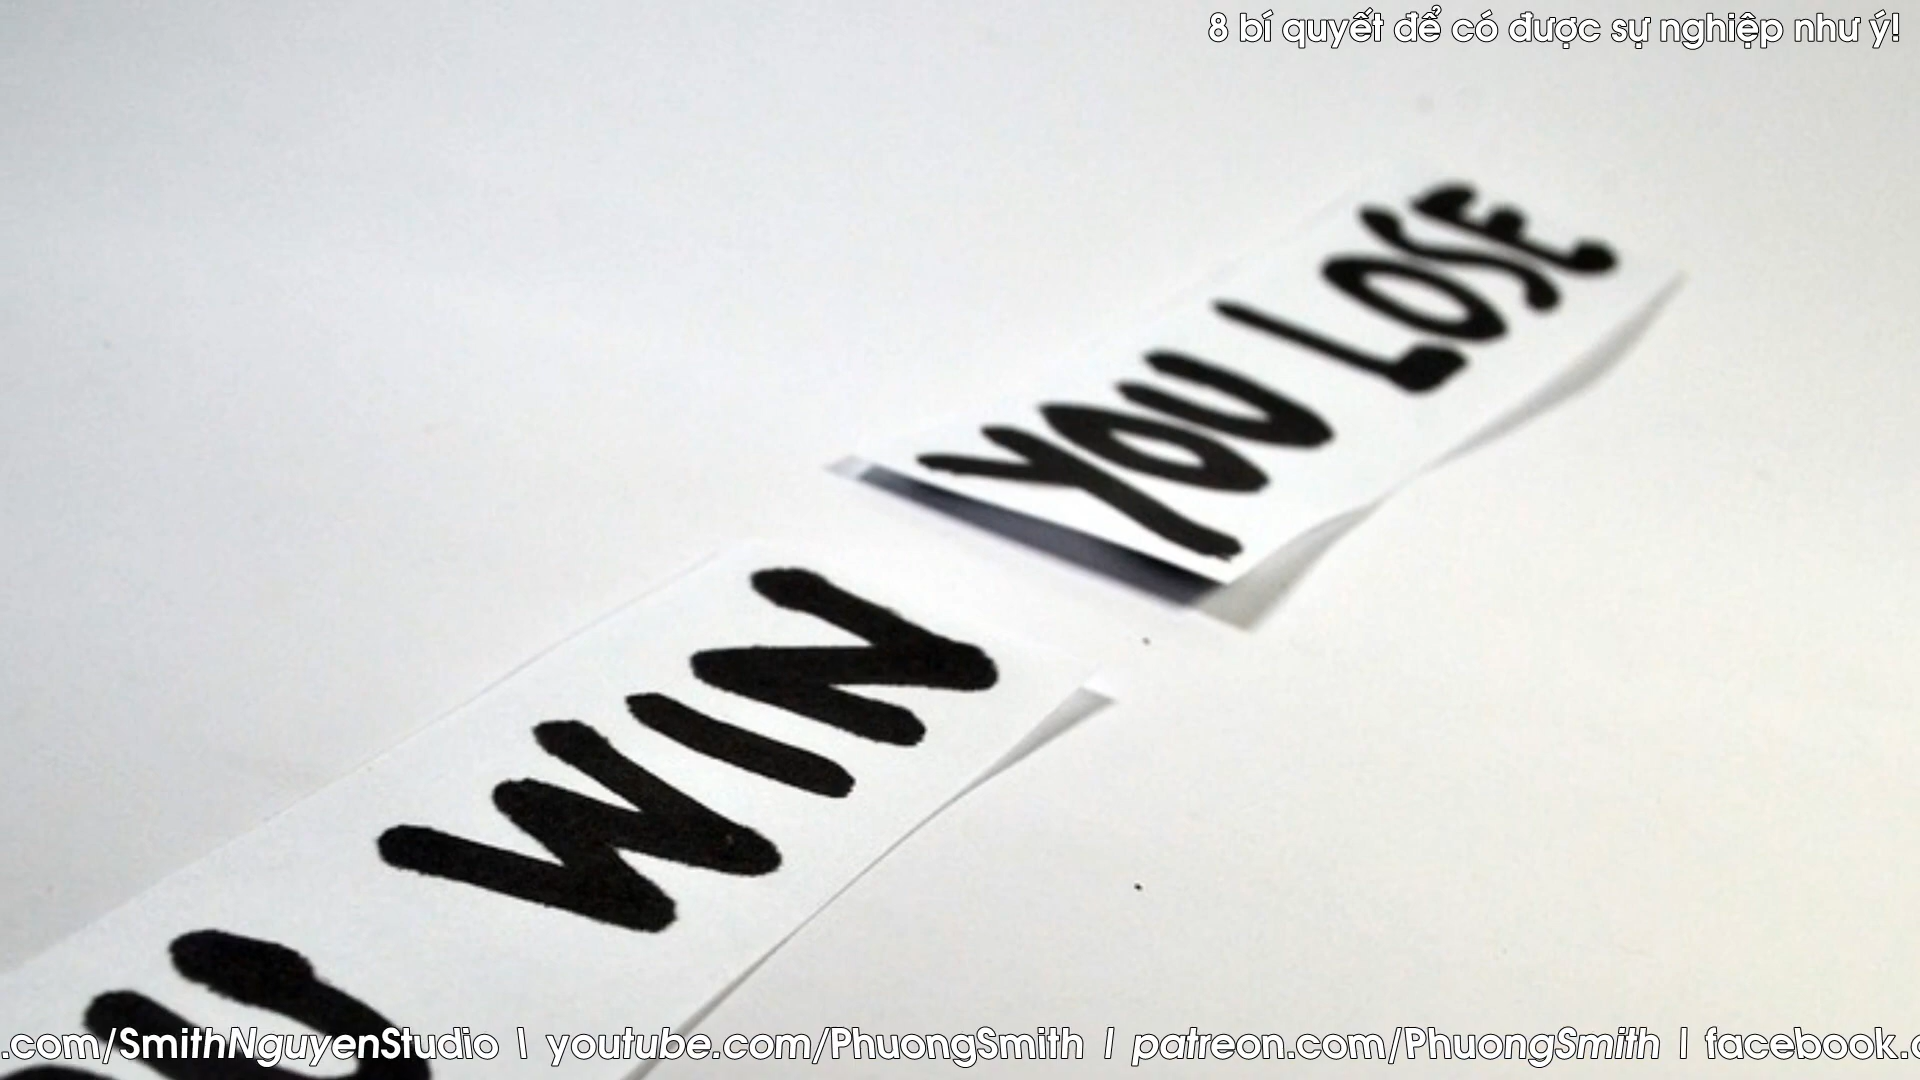 8 bí quyết để có được sự nghiệp như ý!
YOU LOSE
WIN
.com/SmithNguyenStudio \ youtube.com/PhuongSmith | patreon.com/PhuongSmith | facebook.